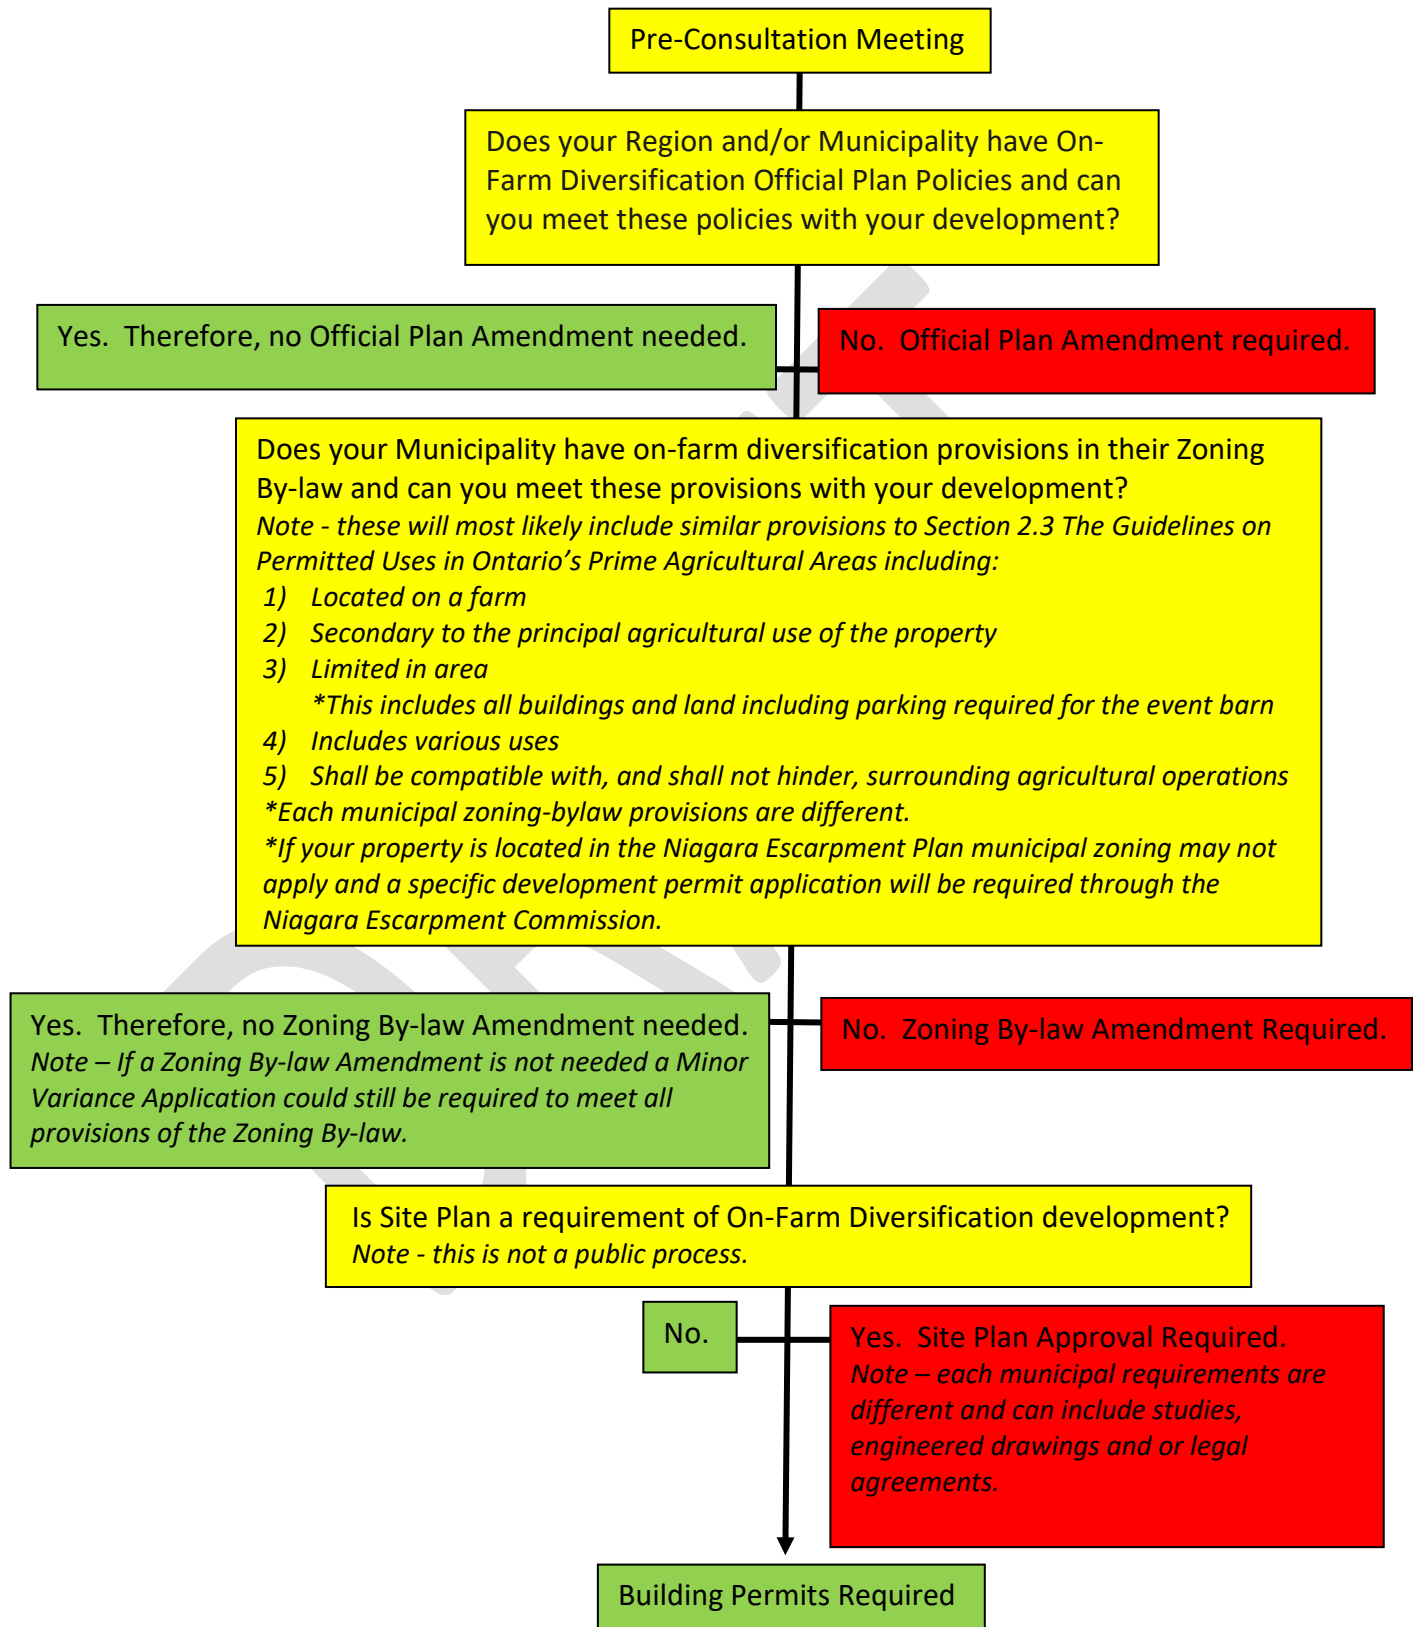 Pre-Consultation Meeting
Does your Region and/or Municipality have On-
Farm Diversification Official Plan Policies and can
you meet these policies with your development?
Yes.  Therefore, no Official Plan Amendment needed.
No.  Official Plan Amendment required.
Does your Municipality have on-farm diversification provisions in their Zoning
By-law and can you meet these provisions with your development?
Note - these will most likely include similar provisions to Section 2.3 The Guidelines on
Permitted Uses in Ontario’s Prime Agricultural Areas including:
1) Located on a farm
2) Secondary to the principal agricultural use of the property
3) Limited in area
*This includes all buildings and land including parking required for the event barn
4) Includes various uses
5) Shall be compatible with, and shall not hinder, surrounding agricultural operations
*Each municipal zoning-bylaw provisions are different.
*If your property is located in the Niagara Escarpment Plan municipal zoning may not
apply and a specific development permit application will be required through the
Niagara Escarpment Commission.
Yes.  Therefore, no Zoning By-law Amendment needed.
Note – If a Zoning By-law Amendment is not needed a Minor
Variance Application could still be required to meet all
provisions of the Zoning By-law.
No.  Zoning By-law Amendment Required.
Is Site Plan a requirement of On-Farm Diversification development?
Note - this is not a public process.
No.
Yes.  Site Plan Approval Required.
Note – each municipal requirements are
different and can include studies,
engineered drawings and or legal
agreements.
Building Permits Required
DRAFT